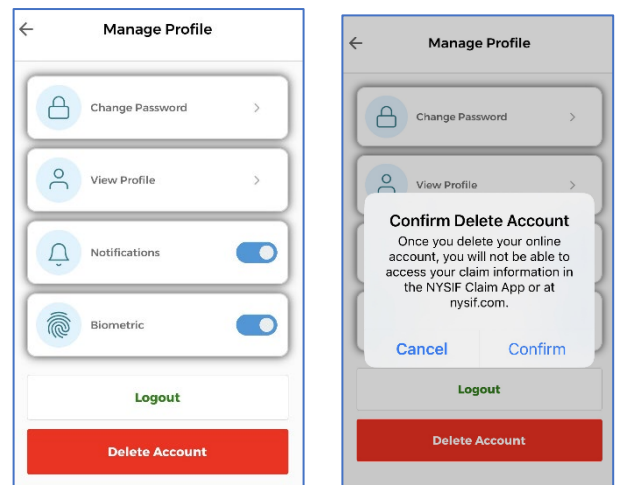 Manage Profile
Change Password
View Profile
Notifications
Biometric
Logout
Delete Account
Manage Profile
Change Password
View Profile
Confirm Delete Account
Once you delete your online
account, you will not be able to
access your claim information in
the NYSIF Claim App or at
nysif.com.
Cancel Confirm
Logout
Delete Account